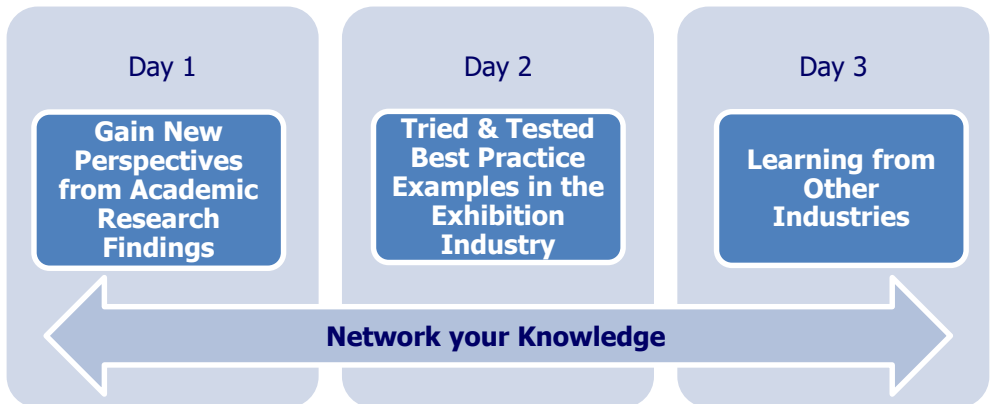 Day 1
Gain New
Perspectives
from Academic
Research
Findings
Day 2
Tried & Tested
Best Practice
Examples in the
Exhibition
Industry
Day 3
Learning from
Other
Industries
Network your Knowledge